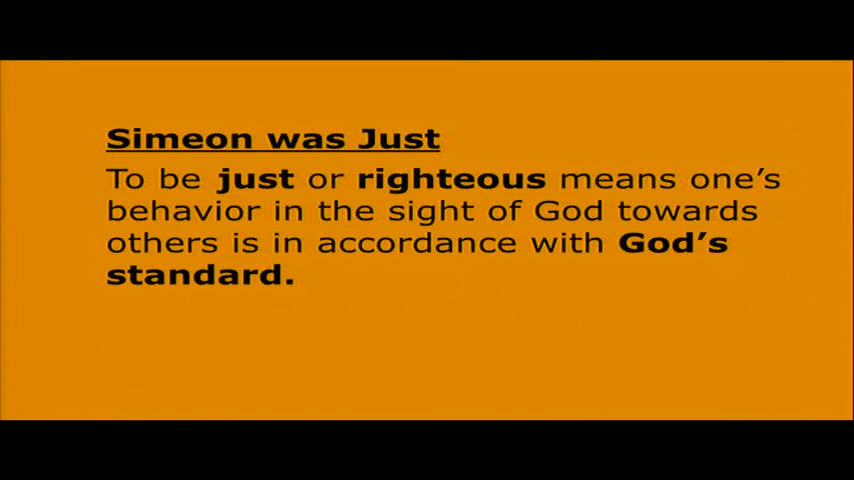 Simeon was Just
To be just or righteous means one’s
behavior in the sight of God towards
others is in accordance with God’s
standard.